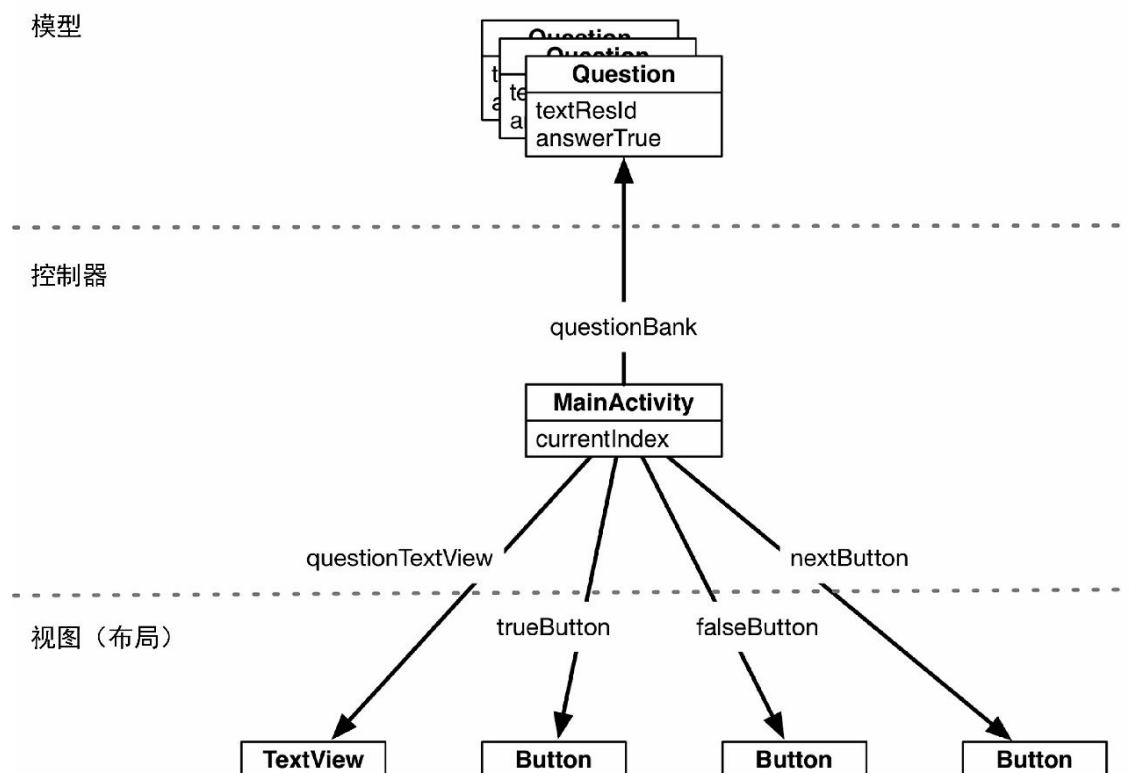 模型
Question
Question
Question
te
textResId
answerTrue
控制器
questionBank
MainActivity
currentIndex
questionTextView
nextButton
视图（布局）
trueButton
falseButton
TextView
Button
Button
Button